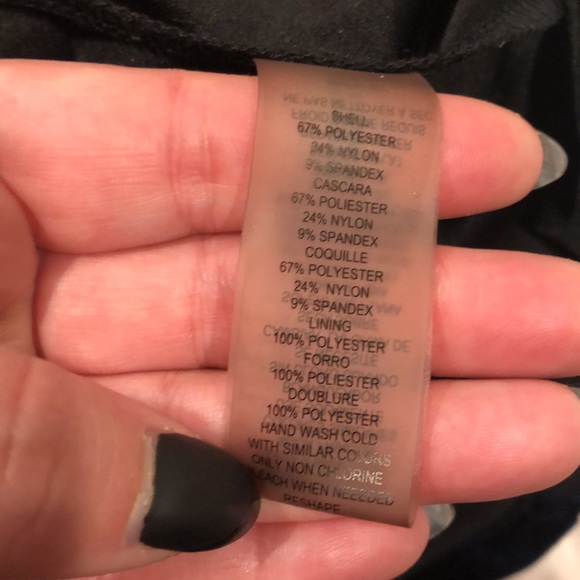 67% POLYESTER
24% NYLON
9% SPANDEX
CASCARA
67% POLIESTER
24% NYLON
9% SPANDEX
COQUILLE
67% POLYESTER
24% NYLON
9% SPANDEX
LINING
100% POLYESTER
FORRO
100% POLIESTER
DOUBLURE
100% POLYESTER
HAND WASH COLD
WITH SIMILAR COLORS
ONLY NON CHLORINE
BLEACH WHEN NEEEDED
RESHAPE